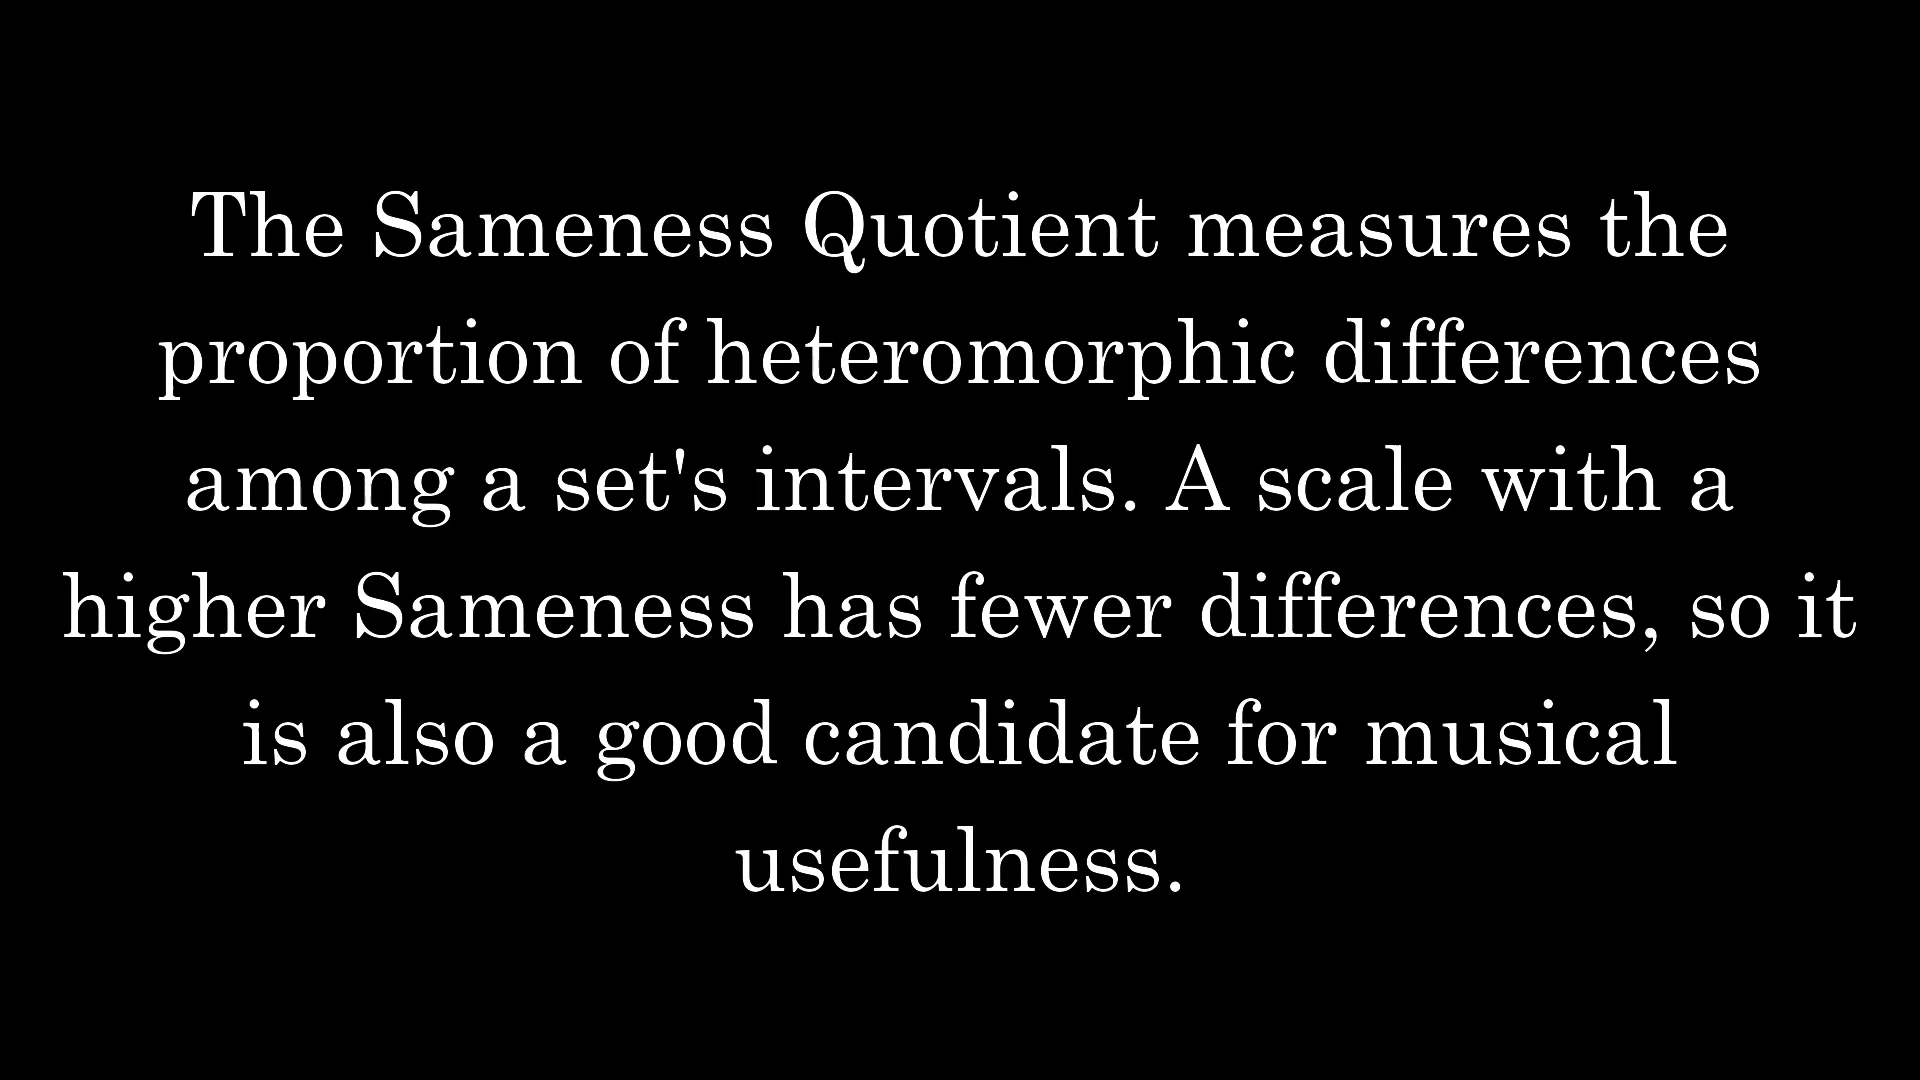 The Sameness Quotient measures the
proportion of heteromorphic differences
among a set's intervals. A scale with a
higher Sameness has fewer differences, so it
is also a good candidate for musical
usefulness.